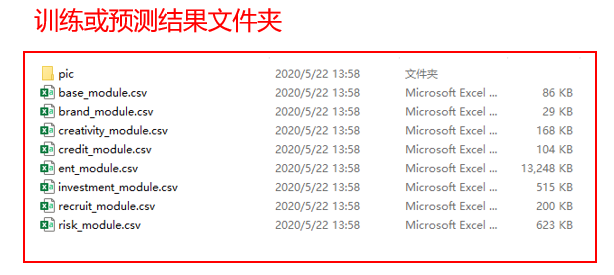 训练或预测结果文件夹
pic 2020/5/22 13:58 文件夹
base_module.csv 2020/5/22 13:58 Microsoft Excel ... 86 KB
brand_module.csv 2020/5/22 13:58 Microsoft Excel ... 29 KB
creativity_module.csv 2020/5/22 13:58 Microsoft Excel ... 168 KB
credit_module.csv 2020/5/22 13:58 Microsoft Excel ... 104 KB
ent_module.csv 2020/5/22 13:58 Microsoft Excel ... 13,248 KB
investment_module.csv 2020/5/22 13:58 Microsoft Excel ... 515 KB
recruit_module.csv 2020/5/22 13:58 Microsoft Excel ... 200 KB
risk_module.csv 2020/5/22 13:58 Microsoft Excel ... 623 KB